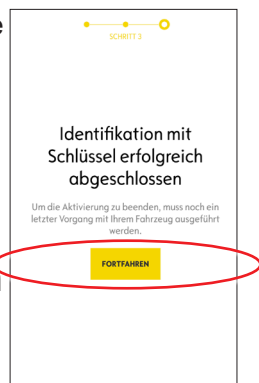 e
SCHRITT 3
Identifikation mit
Schlüssel erfolgreich
abgeschlossen
Um die Aktivierung zu beenden, muss noch ein
letzter Vorgang mit Ihrem Fahrzeug ausgeführt
werden.
FORTFAHREN